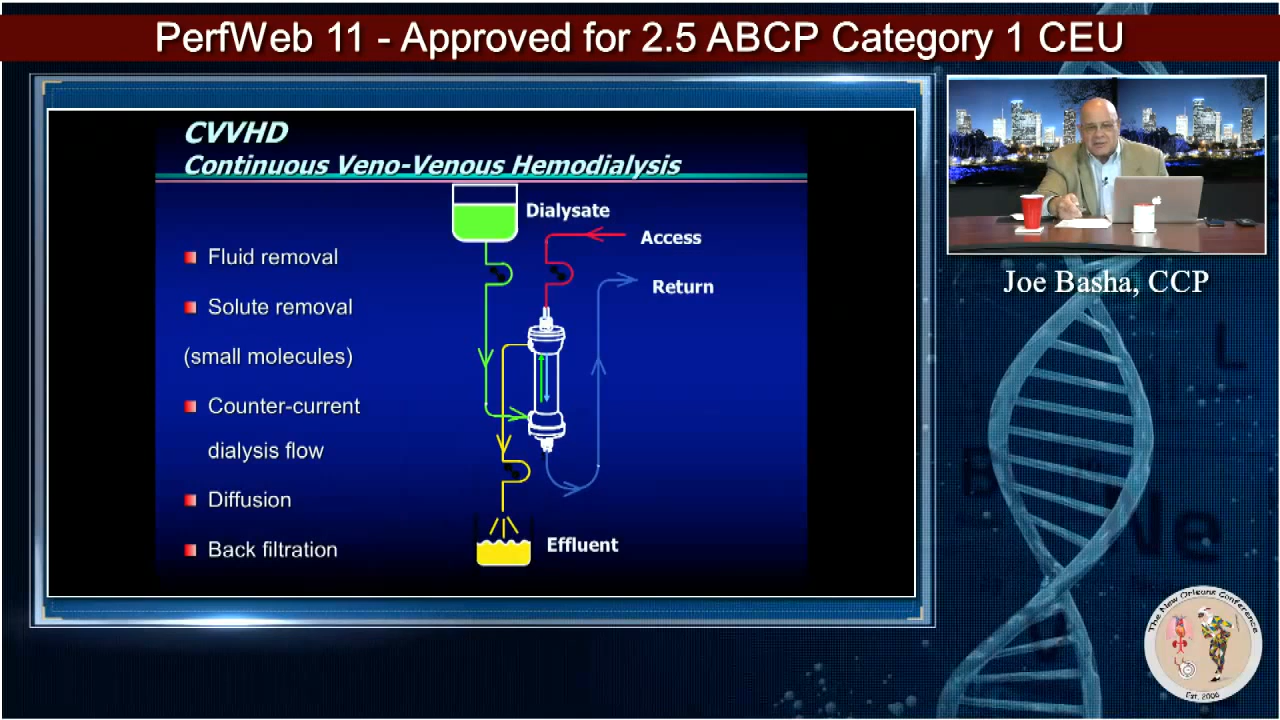 PerfWeb 11 - Approved for 2.5 ABCP Category 1 CEU
CVVHD
Continuous Veno-Venous Hemodialysis
Dialysate
Access
Return
Fluid removal
Solute removal
(small molecules)
Counter-current
dialysis flow
Diffusion
Back filtration
Effluent
Joe Basha, CCP
L
B
Ne
The New Orleans Conference
Est. 2006